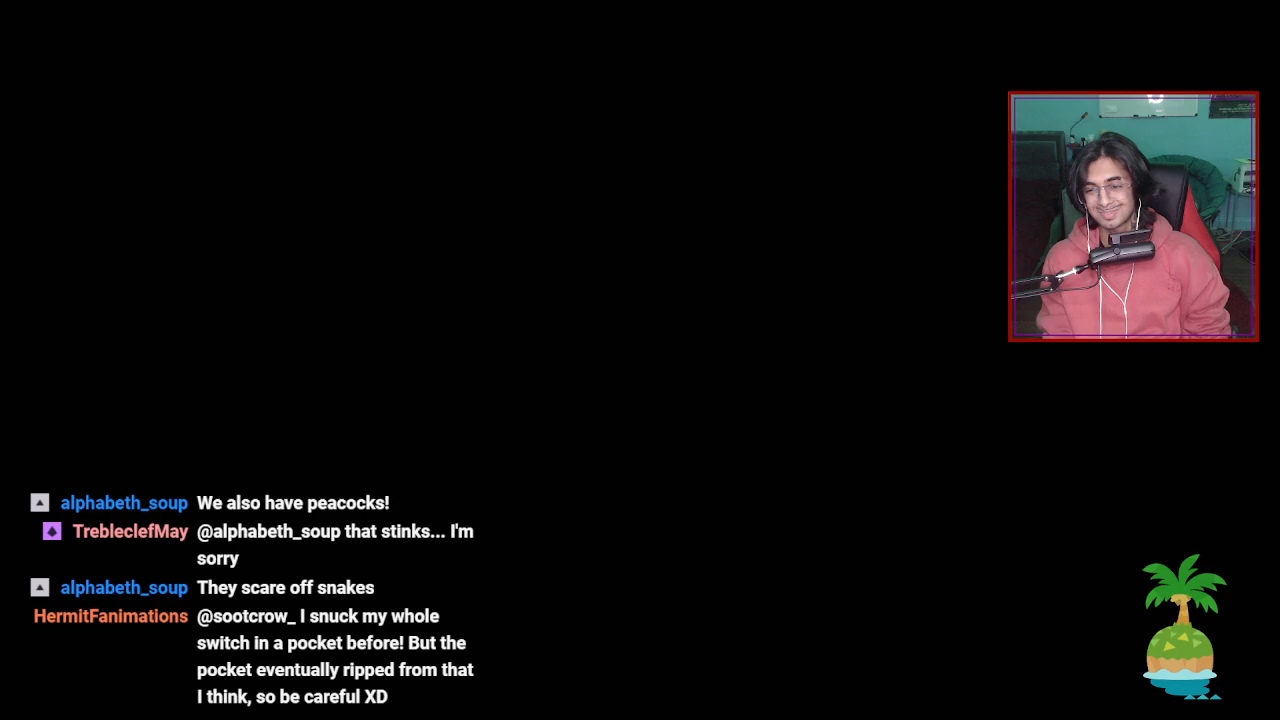 alphabeth_soup We also have peacocks!
TrebleclefMay @alphabeth_soup that stinks... I'm
sorry
alphabeth_soup They scare off snakes
HermitFanimations @sootcrow_ I snuck my whole
switch in a pocket before! But the
pocket eventually ripped from that
I think, so be careful XD